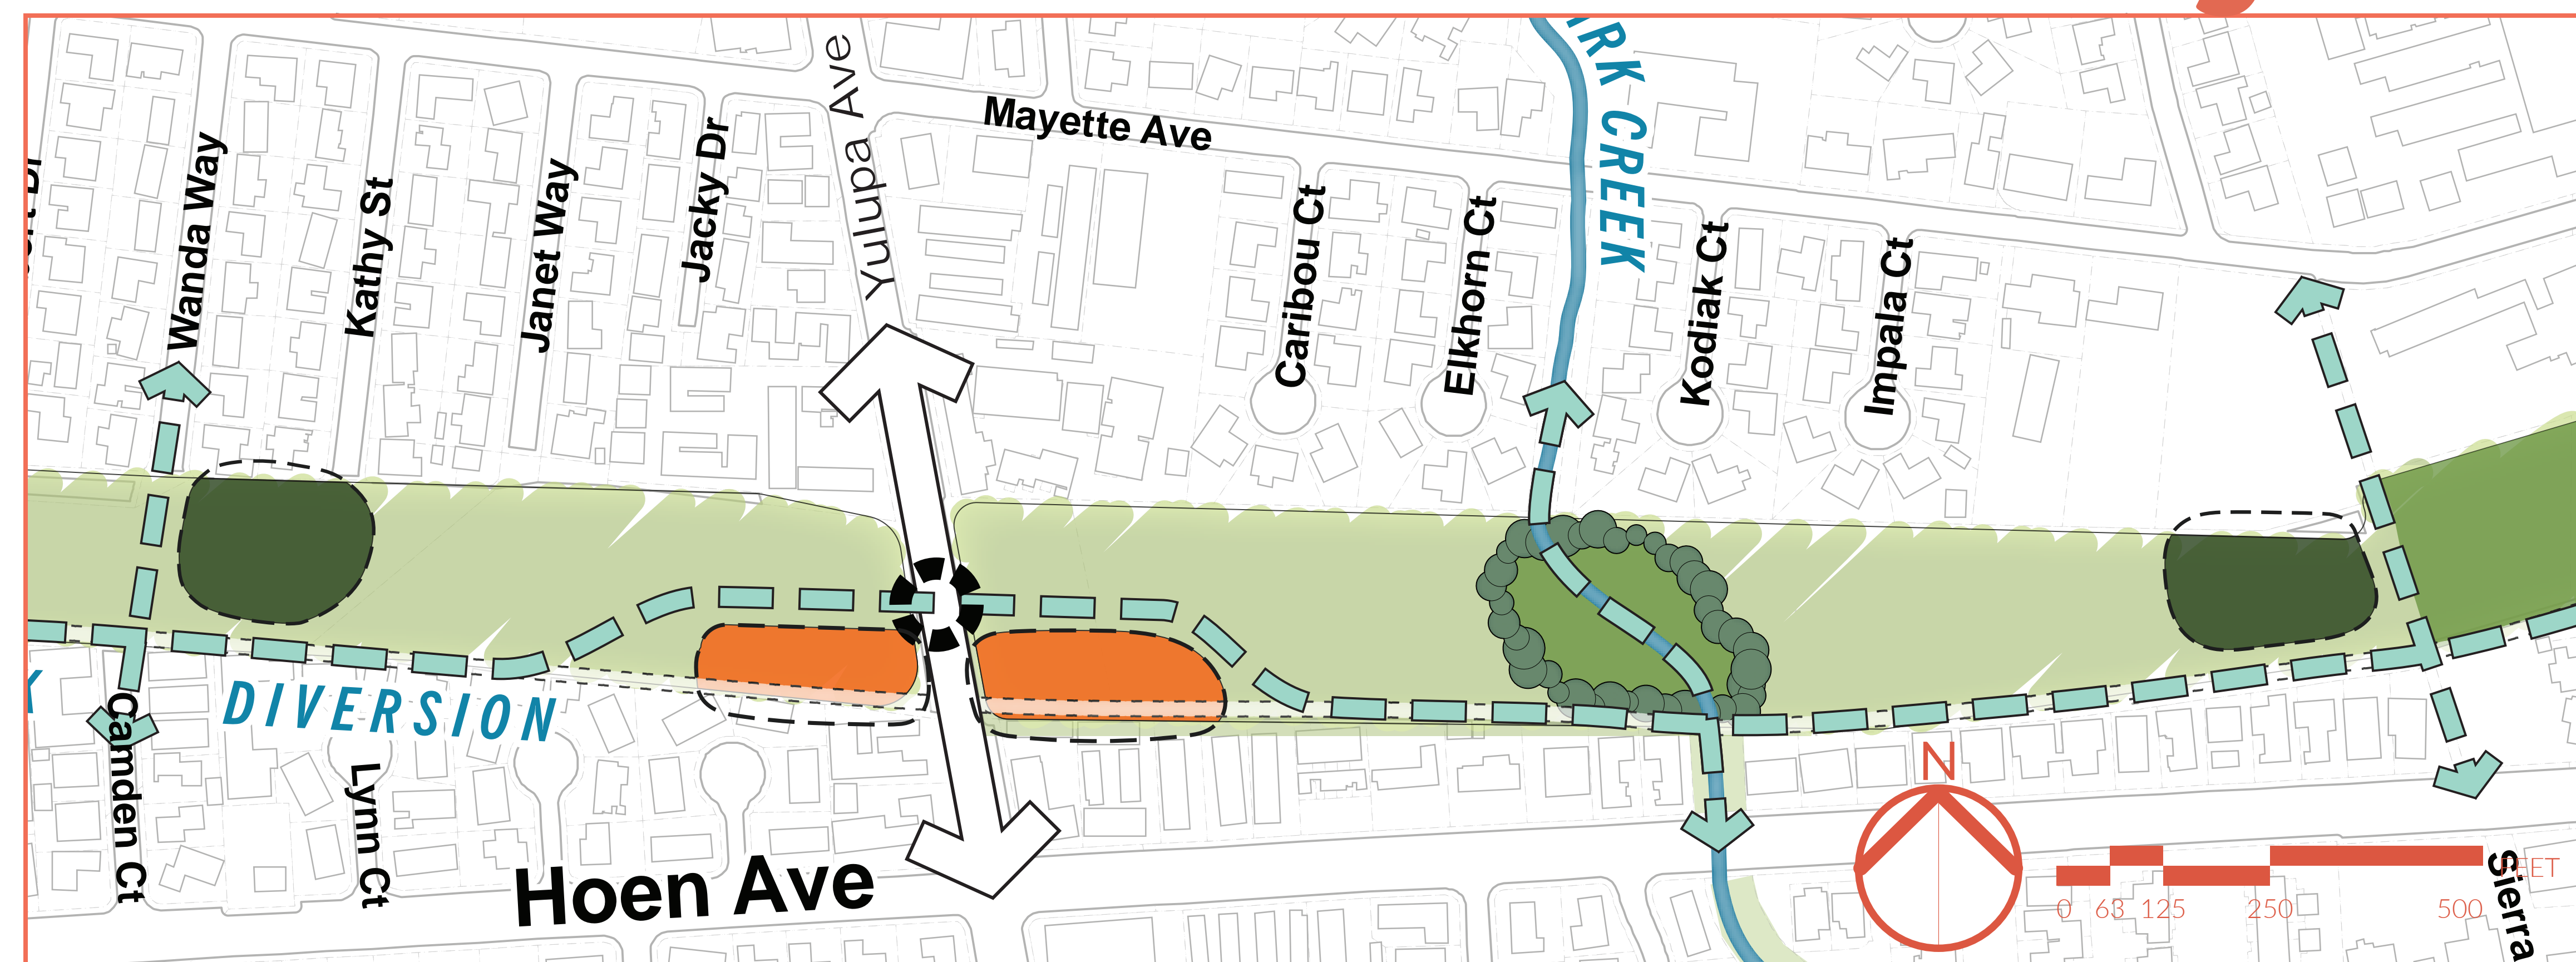 Yulupa Ave
Mayette Ave
CREEK
Wanda Way
Kathy St
Janet Way
Jacky Dr
Caribou Ct
Elkhorn Ct
Kodiak Ct
Impala Ct
DIVERSION
Camden Ct
Lynn Ct
Hoen Ave
N
0 63 125 250 500
FEET
Sierra